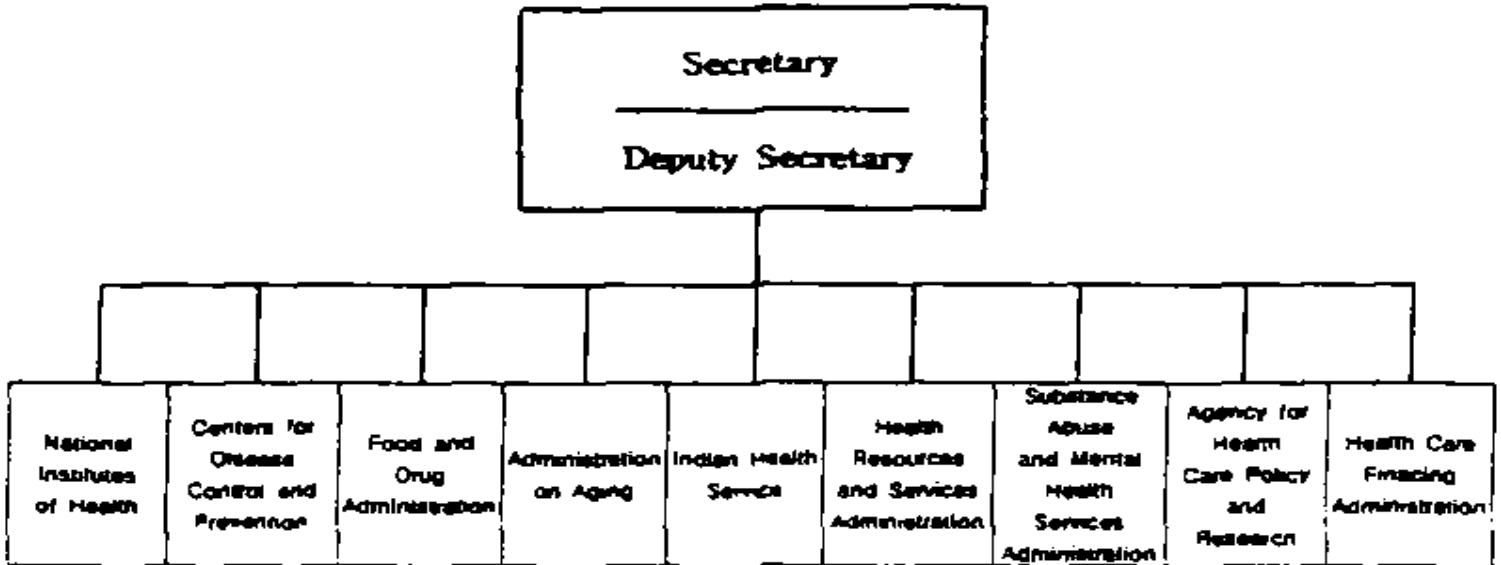 Secretary
Deputy Secretary
National
Institutes
of Health
Centers for
Disease
Control and
Prevention
Food and
Drug
Administration
Administration
on Aging
Indian Health
Service
Health
Resources
and Services
Administration
Substance
Abuse
and Mental
Health
Services
Administration
Agency for
Health
Care Policy
and
Research
Health Care
Finacing
Administration